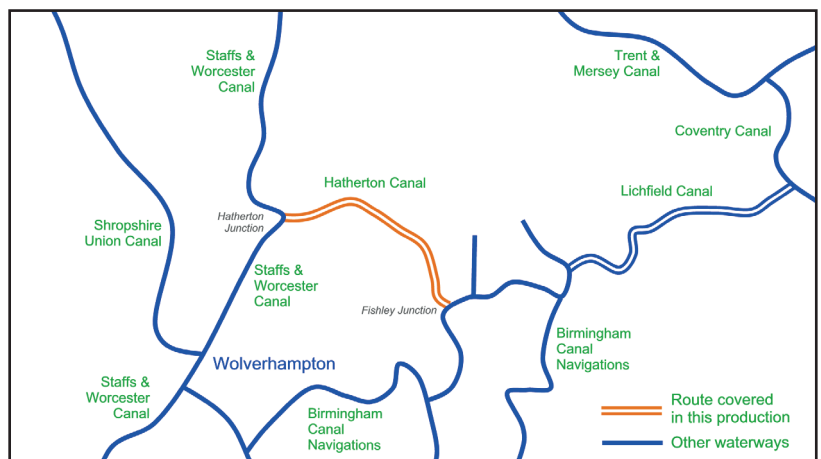 Staffs &
Worcester
Canal
Trent &
Mersey Canal
Coventry Canal
Hatherton Canal
Lichfield Canal
Hatherton
Junction
Shropshire
Union Canal
Staffs &
Worcester
Canal
Fishley Junction
Birmingham
Canal
Navigations
Wolverhampton
Staffs &
Worcester
Canal
Birmingham
Canal
Navigations
Route covered
in this production
Other waterways